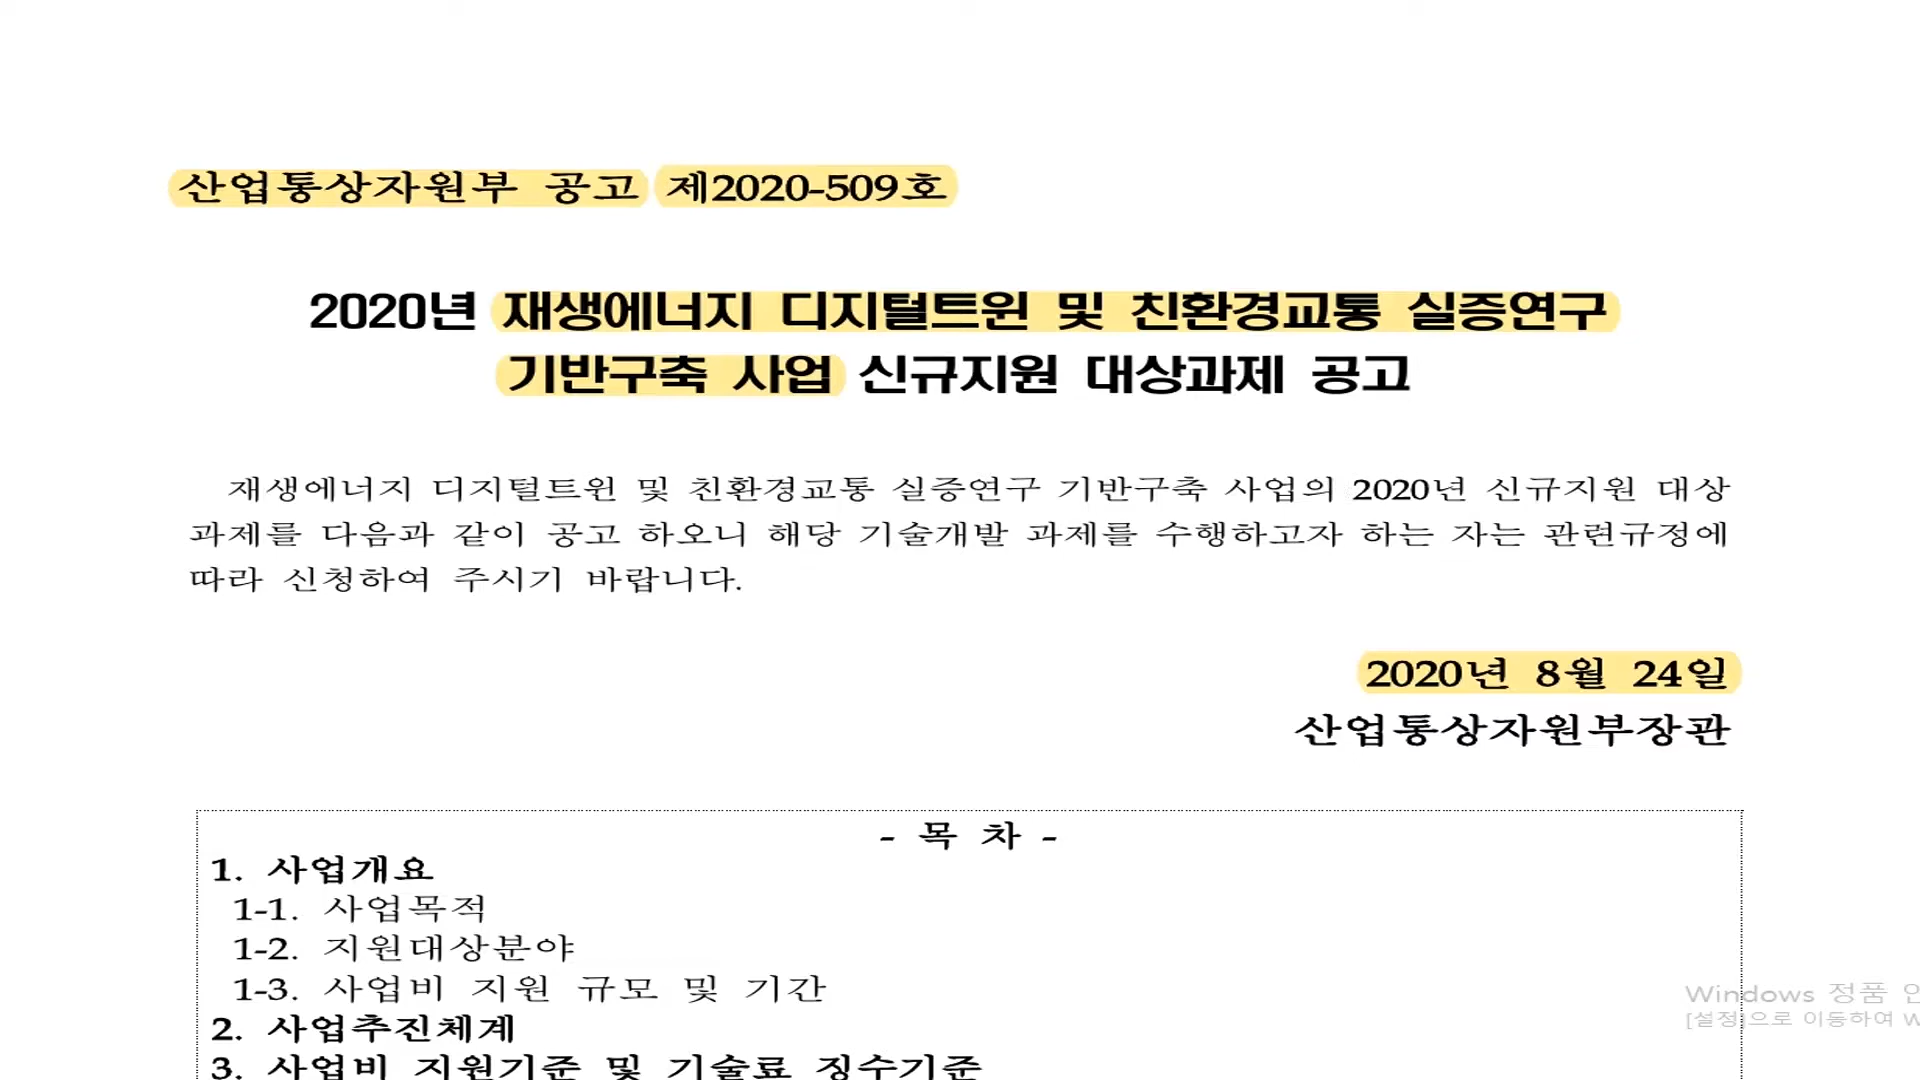 산업통상자원부 공고 제2020-509호
2020년 재생에너지 디지털트윈 및 친환경교통 실증연구
기반구축 사업 신규지원 대상과제 공고
재생에너지 디지털트윈 및 친환경교통 실증연구 기반구축 사업의 2020년 신규지원 대상
과제를 다음과 같이 공고 하오니 해당 기술개발 과제를 수행하고자 하는 자는 관련규정에
따라 신청하여 주시기 바랍니다.
2020년 8월 24일
산업통상자원부장관
- 목 차 -
1. 사업개요
1-1. 사업목적
1-2. 지원대상분야
1-3. 사업비 지원 규모 및 기간
2. 사업추진체계
3. 사업비 지원기준 및 기술료 징수기준
Windows 정품
[설정]으로 이동하여